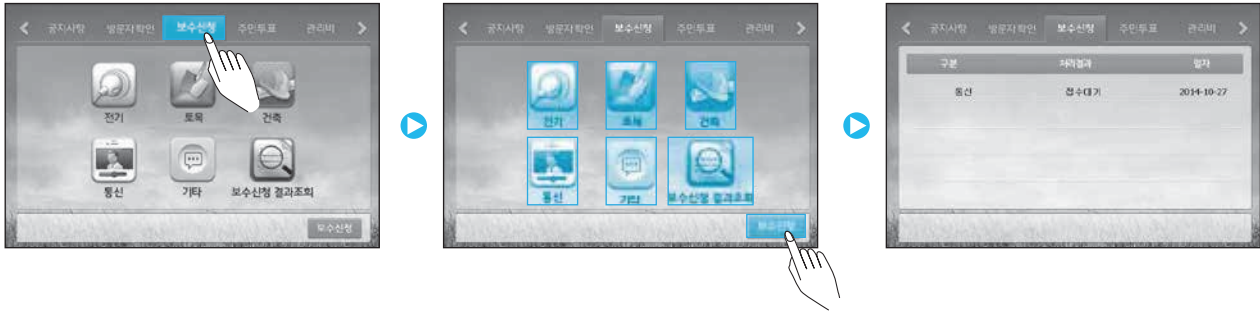 공지사항 방문자확인 보수신청 주민투표 관리비
전기 토목 건축
통신 기타 보수신청 결과조회
보수신청
공지사항 방문자확인 보수신청 주민투표 관리비
전기 건축
통신 기타 보수신청 결과조회
보수신청
공지사항 방문자확인 보수신청 주민투표 관리비
구분 처리결과 일자
통신 접수대기 2014-10-27